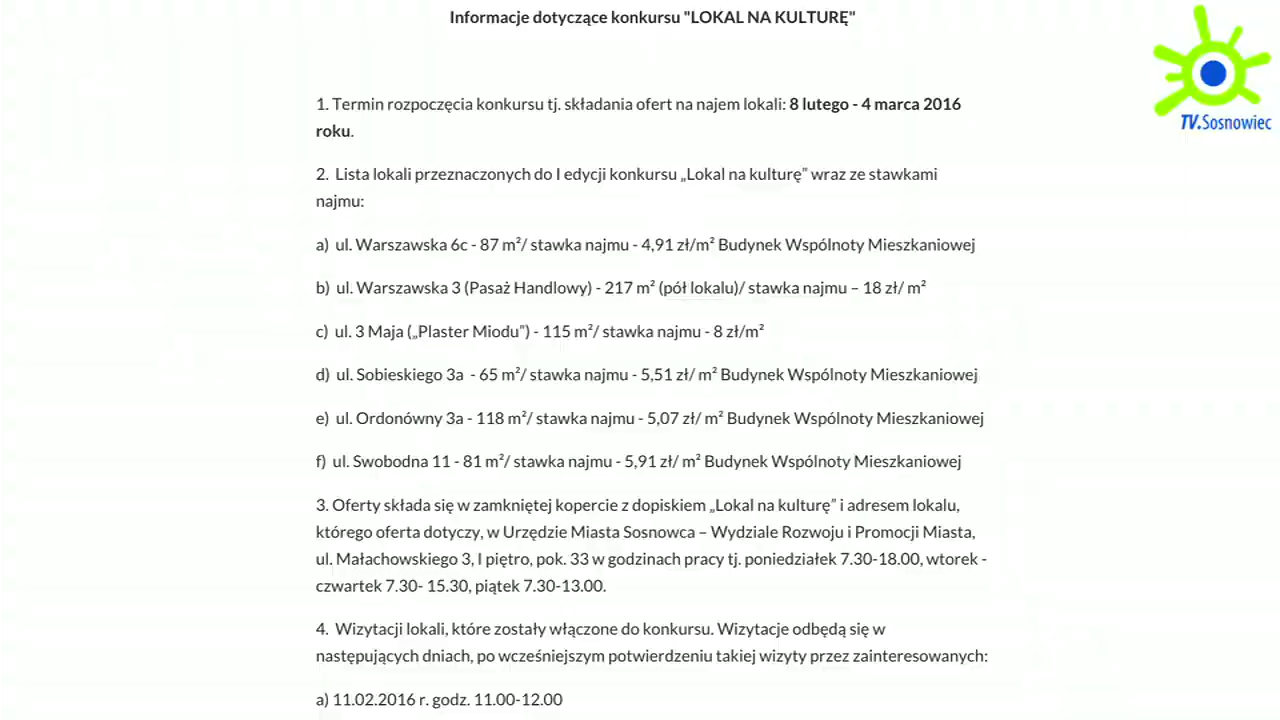 Informacje dotyczące konkursu "LOKAL NA KULTURĘ"
TV.Sosnowiec
1. Termin rozpoczęcia konkursu tj. składania ofert na najem lokali: 8 lutego - 4 marca 2016
roku.
2. Lista lokali przeznaczonych do I edycji konkursu „Lokal na kulturę” wraz ze stawkami
najmu:
a) ul. Warszawska 6c - 87 m²/ stawka najmu - 4,91 zł/m² Budynek Wspólnoty Mieszkaniowej
b) ul. Warszawska 3 (Pasaż Handlowy) - 217 m² (pół lokalu)/ stawka najmu – 18 zł/ m²
c) ul. 3 Maja („Plaster Miodu”) - 115 m²/ stawka najmu - 8 zł/m²
d) ul. Sobieskiego 3a - 65 m²/ stawka najmu - 5,51 zł/ m² Budynek Wspólnoty Mieszkaniowej
e) ul. Ordonówny 3a - 118 m²/ stawka najmu - 5,07 zł/ m² Budynek Wspólnoty Mieszkaniowej
f) ul. Swobodna 11 - 81 m²/ stawka najmu - 5,91 zł/ m² Budynek Wspólnoty Mieszkaniowej
3. Oferty składa się w zamkniętej kopercie z dopiskiem „Lokal na kulturę” i adresem lokalu,
którego oferta dotyczy, w Urzędzie Miasta Sosnowca – Wydziale Rozwoju i Promocji Miasta,
ul. Małachowskiego 3, I piętro, pok. 33 w godzinach pracy tj. poniedziałek 7.30-18.00, wtorek -
czwartek 7.30- 15.30, piątek 7.30-13.00.
4. Wizytacji lokali, które zostały włączone do konkursu. Wizytacje odbędą się w
następujących dniach, po wcześniejszym potwierdzeniu takiej wizyty przez zainteresowanych:
a) 11.02.2016 r. godz. 11.00-12.00